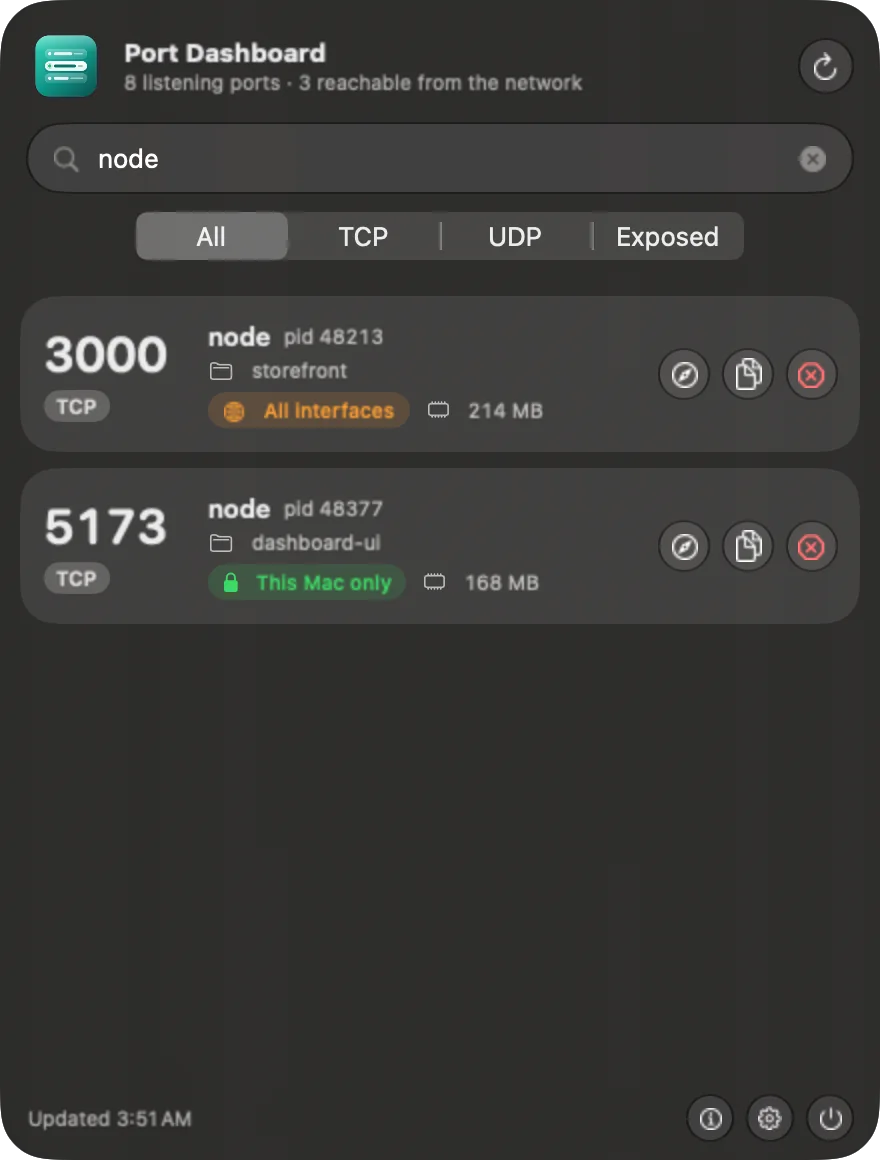 Port Dashboard
8 listening ports · 3 reachable from the network
node
All TCP UDP Exposed
3000
TCP
node pid 48213
storefront
All interfaces 214 MB
5173
TCP
node pid 48377
dashboard-ui
This Mac only 168 MB
Updated 3:51 AM